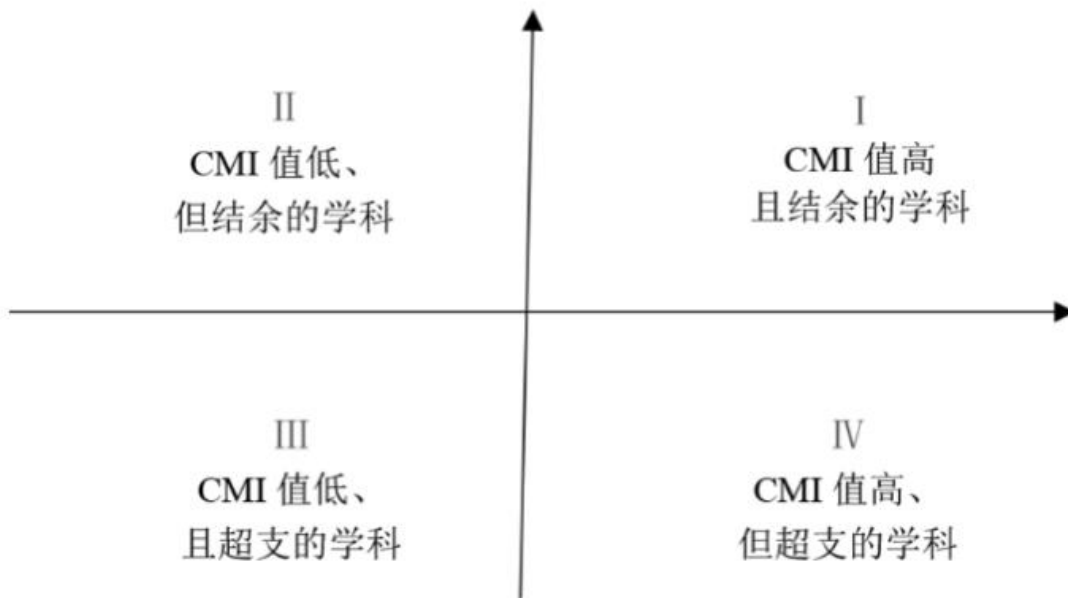 II
CMI 值低、
但结余的学科
I
CMI 值高
且结余的学科
III
CMI 值低、
且超支的学科
IV
CMI 值高、
但超支的学科